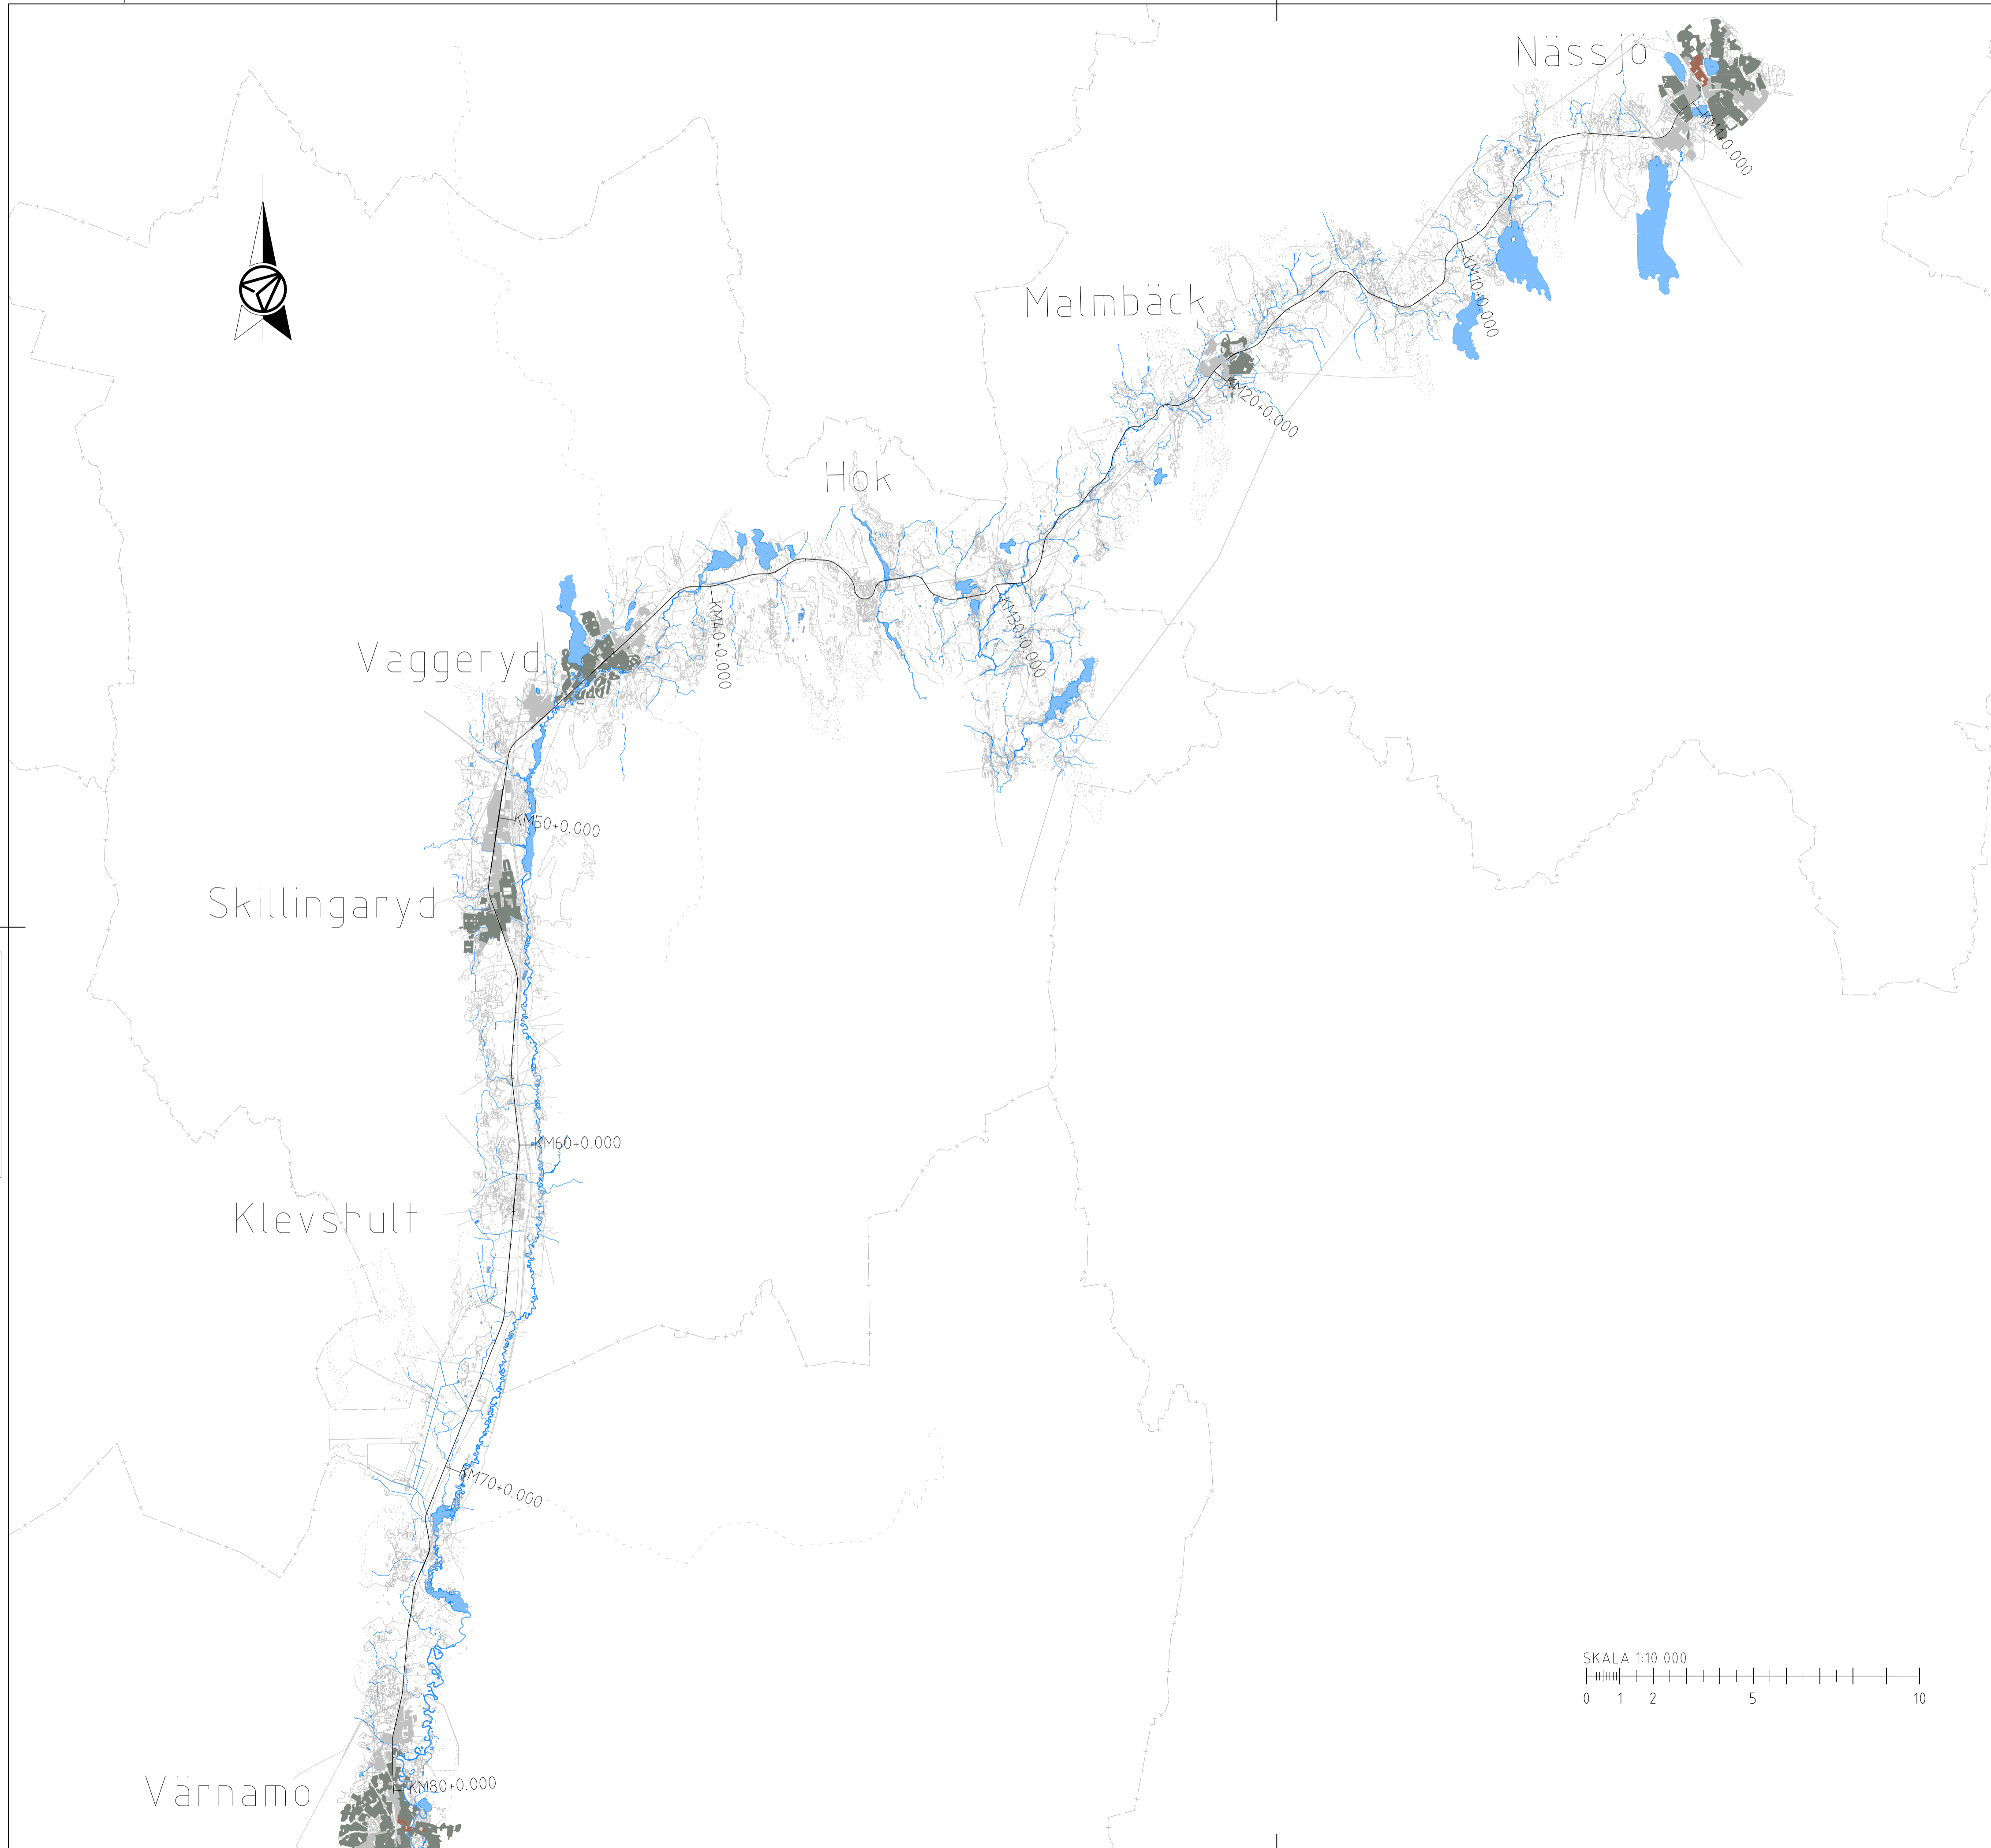 Nässjö
KM0+0.000
KM10+0.000
Malmbäck
KM20+0.000
Hok
KM30+0.000
KM40+0.000
Vaggeryd
KM50+0.000
Skillingaryd
KM60+0.000
Klevshult
KM70+0.000
SKALA 1:10 000
0 1 2 5 10
Värnamo
KM80+0.000